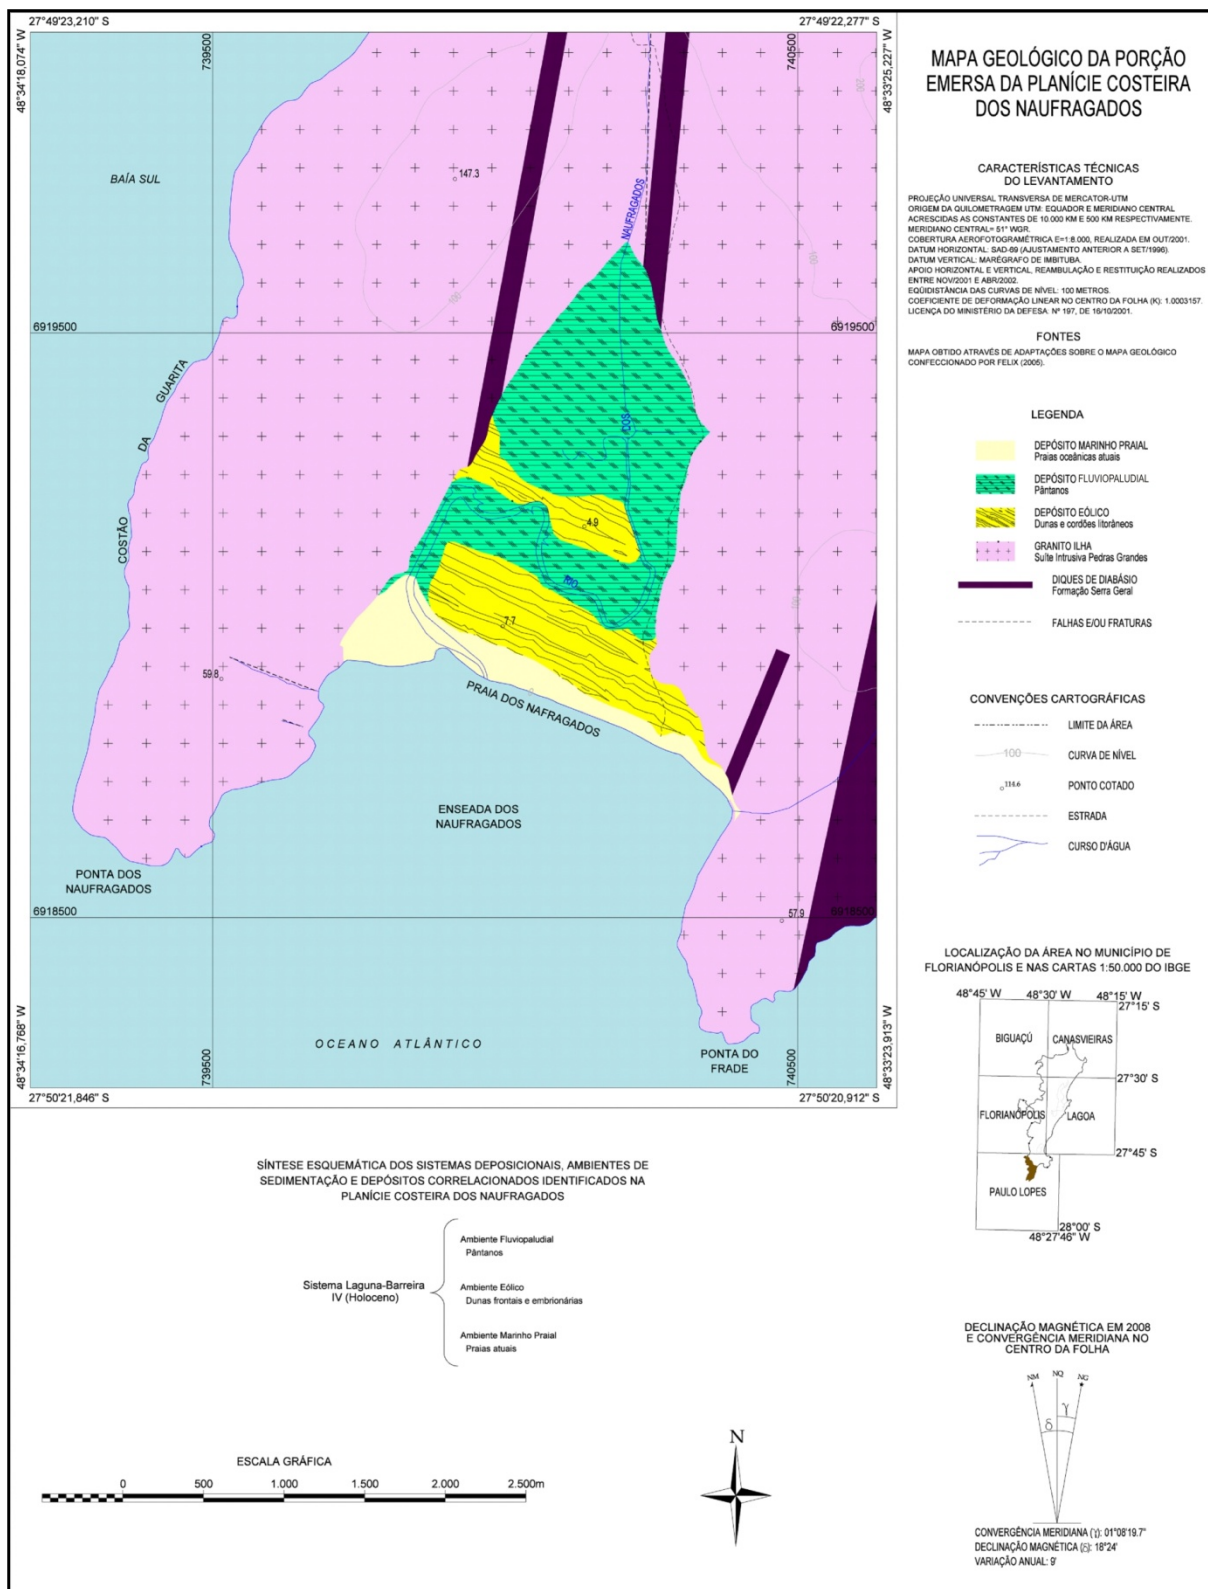 27°49'23,210" S
27°49'22,277" S
48°34'18,074" W
739500
740500
48°33'25,227" W
BAÍA SUL
147.3
NAUFRAGADOS
100
200
100
100
6919500
6919500
COSTÃO DA GUARITA
DOS
4.9
RIO
7.7
100
59.8
PRAIA DOS NAFRAGADOS
ENSEADA DOS
NAUFRAGADOS
PONTA DOS
NAUFRAGADOS
6918500
6918500
57.9
OCEANO ATLÂNTICO
PONTA DO
FRADE
48°34'16,768" W
739500
740500
48°33'23,913" W
27°50'21,846" S
27°50'20,912" S
MAPA GEOLÓGICO DA PORÇÃO
EMERSA DA PLANÍCIE COSTEIRA
DOS NAUFRAGADOS
CARACTERÍSTICAS TÉCNICAS
DO LEVANTAMENTO
PROJEÇÃO UNIVERSAL TRANSVERSA DE MERCATOR-UTM
ORIGEM DA QUILOMETRAGEM UTM: EQUADOR E MERIDIANO CENTRAL
ACRESCIDAS AS CONSTANTES DE 10.000 KM E 500 KM RESPECTIVAMENTE.
MERIDIANO CENTRAL= 51° WGR.
COBERTURA AEROFOTOGRAMÉTRICA E=1:8.000, REALIZADA EM OUT/2001.
DATUM HORIZONTAL: SAD-69 (AJUSTAMENTO ANTERIOR A SET/1996).
DATUM VERTICAL: MARÉGRAFO DE IMBITUBA.
APOIO HORIZONTAL E VERTICAL, REAMBULAÇÃO E RESTITUIÇÃO REALIZADOS
ENTRE NOV/2001 E ABR/2002.
EQÜIDISTÂNCIA DAS CURVAS DE NÍVEL: 100 METROS.
COEFICIENTE DE DEFORMAÇÃO LINEAR NO CENTRO DA FOLHA (K): 1.0003157.
LICENÇA DO MINISTÉRIO DA DEFESA: Nº 197, DE 16/10/2001.
FONTES
MAPA OBTIDO ATRAVÉS DE ADAPTAÇÕES SOBRE O MAPA GEOLÓGICO
CONFECCIONADO POR FELIX (2005).
LEGENDA
DEPÓSITO MARINHO PRAIAL
Praias oceânicas atuais
DEPÓSITO FLUVIOPALUDIAL
Pântanos
DEPÓSITO EÓLICO
Dunas e cordões litorâneos
GRANITO ILHA
Suíte Intrusiva Pedras Grandes
DIQUES DE DIABÁSIO
Formação Serra Geral
FALHAS E/OU FRATURAS
CONVENÇÕES CARTOGRÁFICAS
LIMITE DA ÁREA
100 CURVA DE NÍVEL
114.6 PONTO COTADO
ESTRADA
CURSO D'ÁGUA
LOCALIZAÇÃO DA ÁREA NO MUNICÍPIO DE
FLORIANÓPOLIS E NAS CARTAS 1:50.000 DO IBGE
48°45' W 48°30' W 48°15' W
27°15' S
BIGUAÇÚ CANASVIEIRAS
27°30' S
FLORIANÓPOLIS LAGOA
27°45' S
PAULO LOPES
28°00' S
48°27'46" W
SÍNTESE ESQUEMÁTICA DOS SISTEMAS DEPOSICIONAIS, AMBIENTES DE
SEDIMENTAÇÃO E DEPÓSITOS CORRELACIONADOS IDENTIFICADOS NA
PLANÍCIE COSTEIRA DOS NAUFRAGADOS
Sistema Laguna-Barreira
IV (Holoceno)
Ambiente Fluviopaludial
Pântanos
Ambiente Eólico
Dunas frontais e embrionárias
Ambiente Marinho Praial
Praias atuais
ESCALA GRÁFICA
0 500 1.000 1.500 2.000 2.500m
N
DECLINAÇÃO MAGNÉTICA EM 2008
E CONVERGÊNCIA MERIDIANA NO
CENTRO DA FOLHA
NM NQ NG
δ γ
CONVERGÊNCIA MERIDIANA (γ): 01°08'19.7"
DECLINAÇÃO MAGNÉTICA (δ): 18°24'
VARIAÇÃO ANUAL: 9'